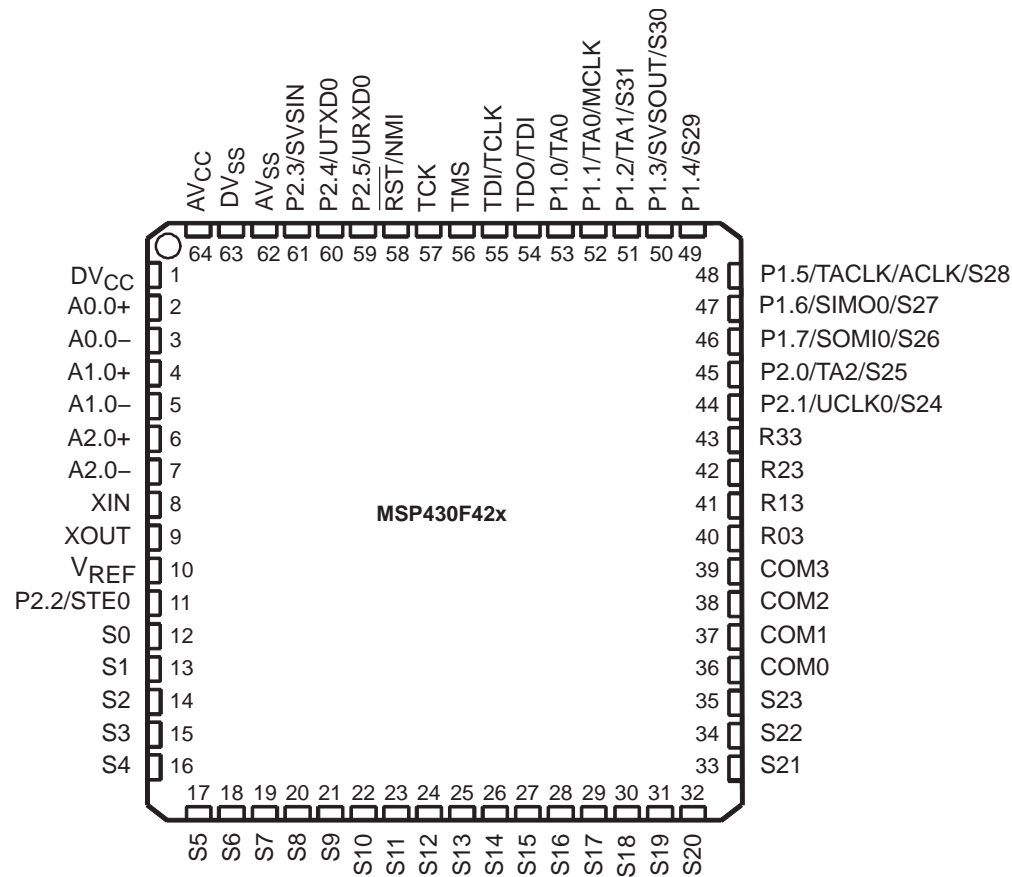 AVCC
DVSS
AVSS
P2.3/SVSIN
P2.4/UTXD0
P2.5/URXD0
RST/NMI
TCK
TMS
TDI/TCLK
TDO/TDI
P1.0/TA0
P1.1/TA0/MCLK
P1.2/TA1/S31
P1.3/SVSOUT/S30
P1.4/S29
64 63 62 61 60 59 58 57 56 55 54 53 52 51 50 49
DVCC 1
A0.0+ 2
A0.0− 3
A1.0+ 4
A1.0− 5
A2.0+ 6
A2.0− 7
XIN 8
XOUT 9
VREF 10
P2.2/STE0 11
S0 12
S1 13
S2 14
S3 15
S4 16
MSP430F42x
48 P1.5/TACLK/ACLK/S28
47 P1.6/SIMO0/S27
46 P1.7/SOMI0/S26
45 P2.0/TA2/S25
44 P2.1/UCLK0/S24
43 R33
42 R23
41 R13
40 R03
39 COM3
38 COM2
37 COM1
36 COM0
35 S23
34 S22
33 S21
17 18 19 20 21 22 23 24 25 26 27 28 29 30 31 32
S5
S6
S7
S8
S9
S10
S11
S12
S13
S14
S15
S16
S17
S18
S19
S20